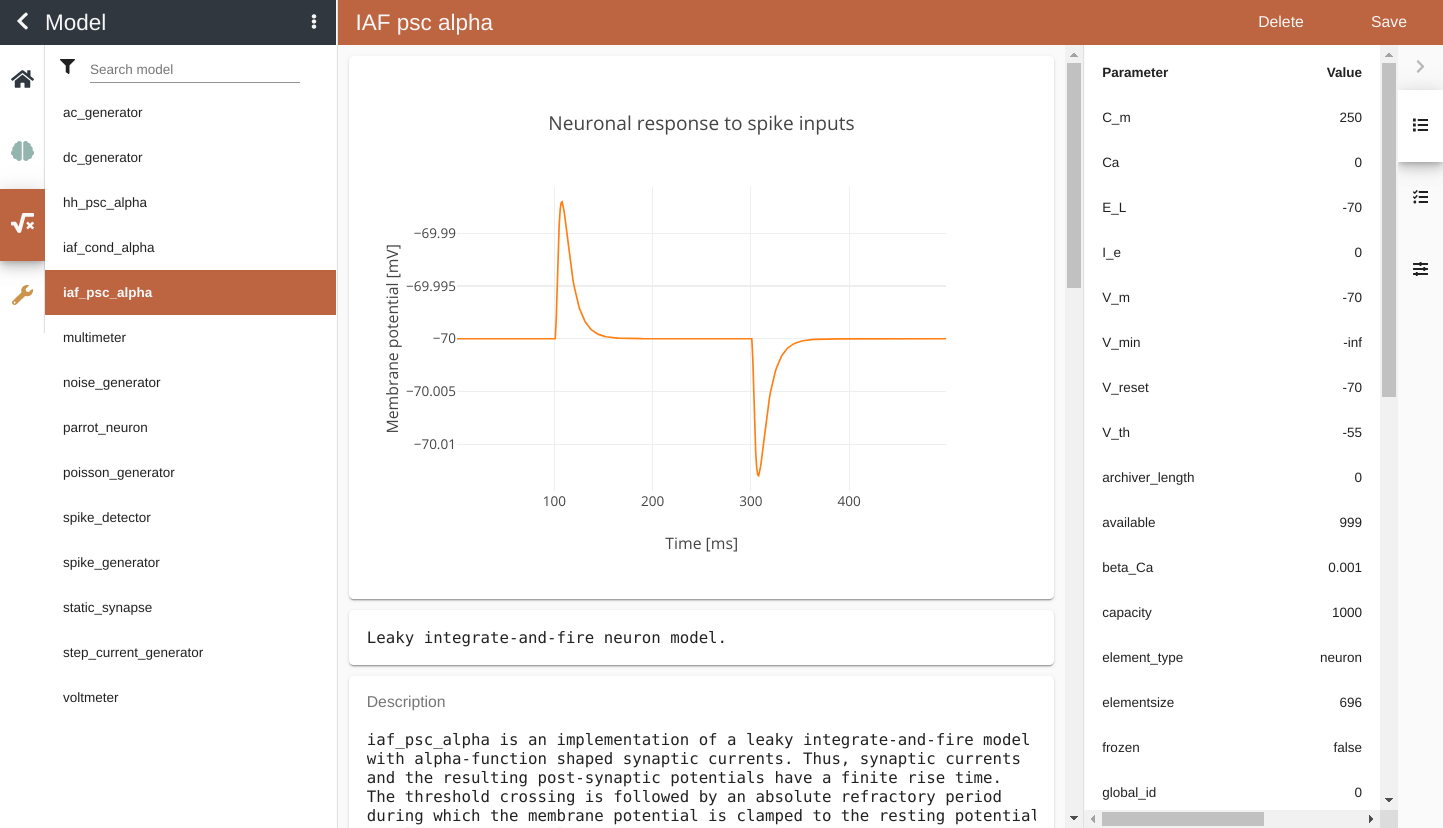 Model
IAF psc alpha
Delete
Save
Search model
ac_generator
dc_generator
hh_psc_alpha
iaf_cond_alpha
iaf_psc_alpha
multimeter
noise_generator
parrot_neuron
poisson_generator
spike_detector
spike_generator
static_synapse
step_current_generator
voltmeter
Neuronal response to spike inputs
Membrane potential [mV]
−69.99
−69.995
−70
−70.005
−70.01
100 200 300 400
Time [ms]
Leaky integrate-and-fire neuron model.
Description
iaf_psc_alpha is an implementation of a leaky integrate-and-fire model
with alpha-function shaped synaptic currents. Thus, synaptic currents
and the resulting post-synaptic potentials have a finite rise time.
The threshold crossing is followed by an absolute refractory period
during which the membrane potential is clamped to the resting potential
Parameter Value
C_m 250
Ca 0
E_L -70
I_e 0
V_m -70
V_min -inf
V_reset -70
V_th -55
archiver_length 0
available 999
beta_Ca 0.001
capacity 1000
element_type neuron
elementsize 696
frozen false
global_id 0